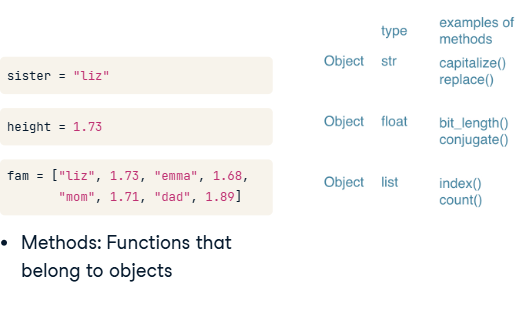 type
examples of
methods
sister = "liz"
Object str capitalize()
replace()
height = 1.73
Object float bit_length()
conjugate()
fam = ["liz", 1.73, "emma", 1.68,
"mom", 1.71, "dad", 1.89]
Object list index()
count()
• Methods: Functions that
belong to objects